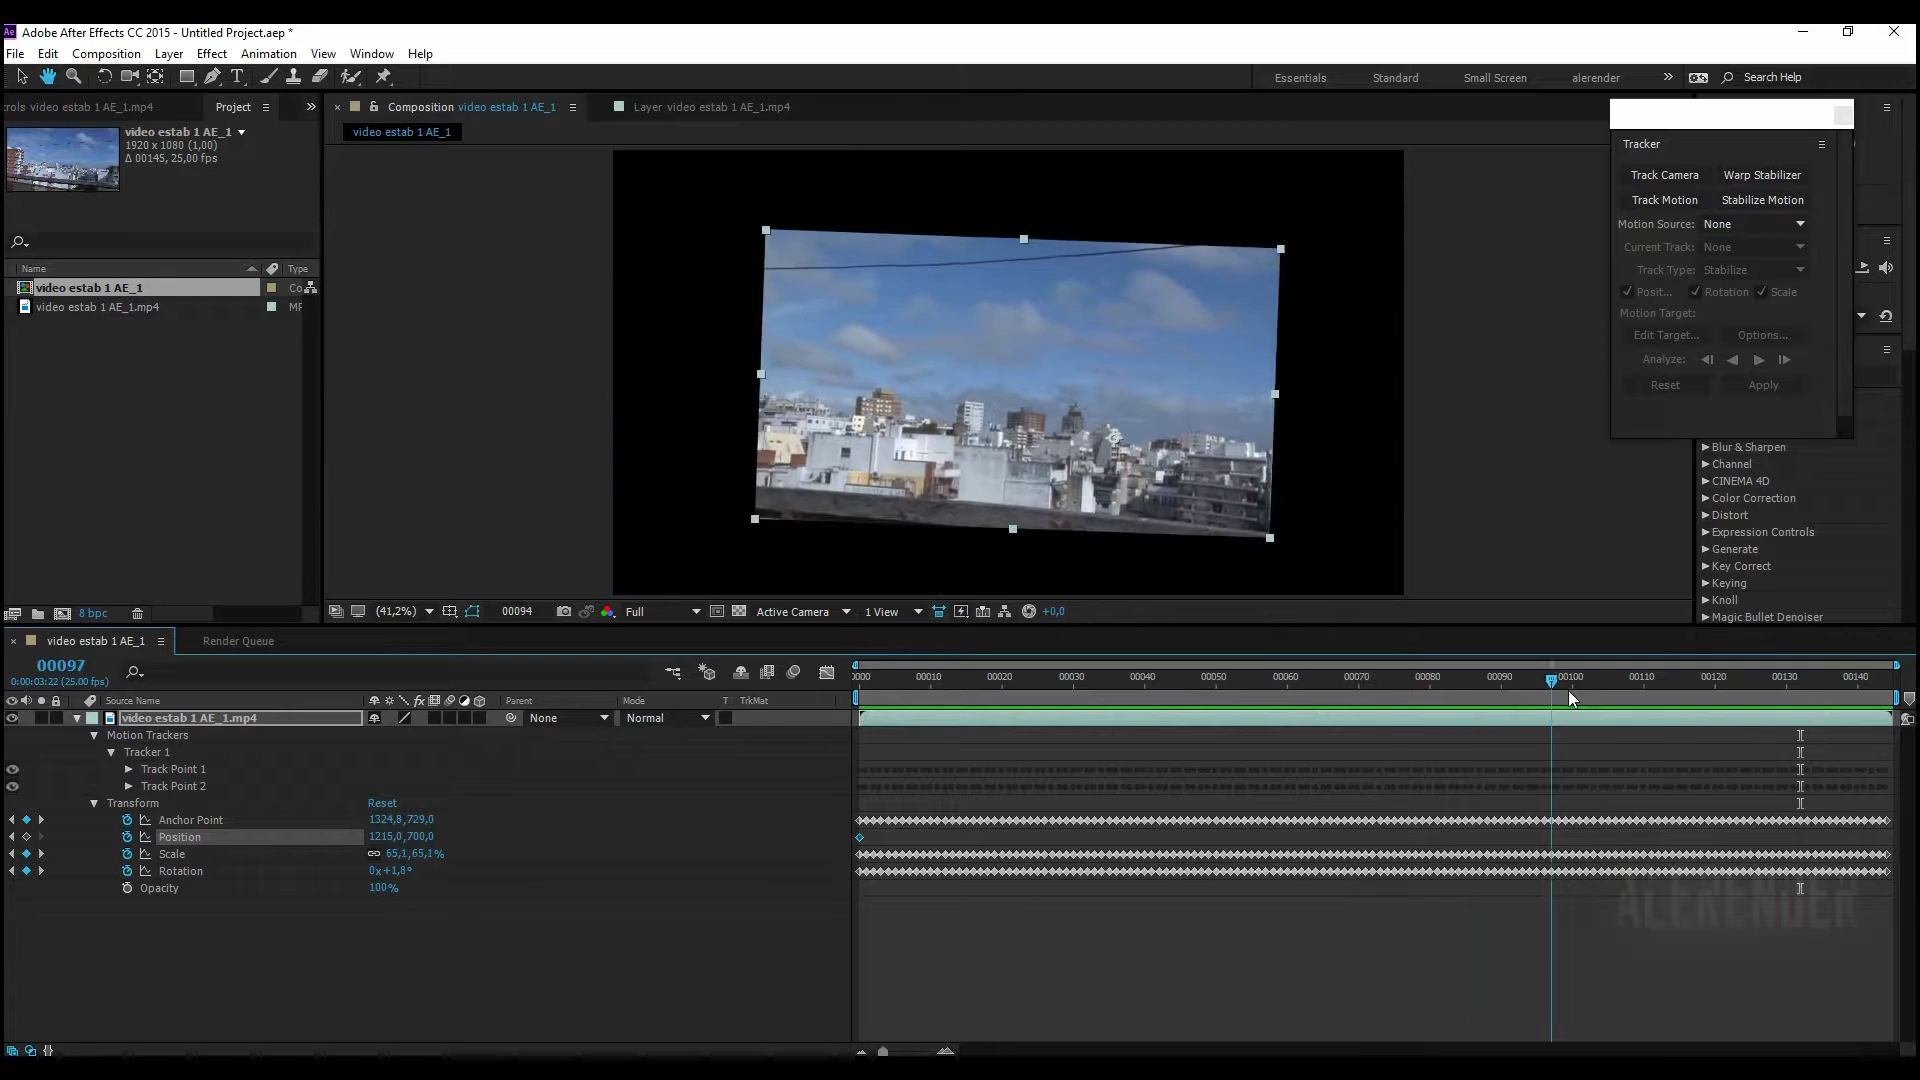 Ae Adobe After Effects CC 2015 - Untitled Project.aep *
File Edit Composition Layer Effect Animation View Window Help
Essentials Standard Small Screen alerender » Search Help
rols video estab 1 AE_1.mp4 Project »
Composition video estab 1 AE_1 Layer video estab 1 AE_1.mp4
video estab 1 AE_1
1920 x 1080 (1,00)
Δ 00145, 25,00 fps
video estab 1 AE_1
Name Type
video estab 1 AE_1 Co
video estab 1 AE_1.mp4 MP
8 bpc
(41,2%) 00094 Full Active Camera 1 View +0,0
Tracker
Track Camera Warp Stabilizer
Track Motion Stabilize Motion
Motion Source: None
Current Track: None
Track Type: Stabilize
Posit... Rotation Scale
Motion Target:
Edit Target... Options...
Analyze:
Reset Apply
Blur & Sharpen
Channel
CINEMA 4D
Color Correction
Distort
Expression Controls
Generate
Key Correct
Keying
Knoll
Magic Bullet Denoiser
video estab 1 AE_1 Render Queue
00097
0:00:03:22 (25.00 fps)
0000 00010 00020 00030 00040 00050 00060 00070 00080 00090 00100 00110 00120 00130 00140
Source Name fx Parent Mode T TrkMat
video estab 1 AE_1.mp4 None Normal
Motion Trackers
Tracker 1
Track Point 1
Track Point 2
Transform Reset
Anchor Point 1324,8,729,0
Position 1215,0,700,0
Scale 65,1,65,1%
Rotation 0x+1,8°
Opacity 100%
ALERENDER